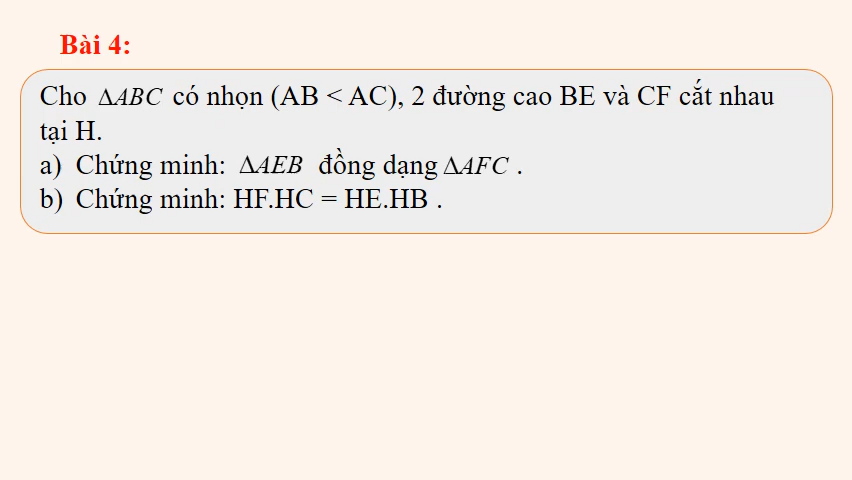 Bài 4:
Cho ΔABC có nhọn (AB < AC), 2 đường cao BE và CF cắt nhau
tại H.
a) Chứng minh: ΔAEB đồng dạng ΔAFC .
b) Chứng minh: HF.HC = HE.HB .